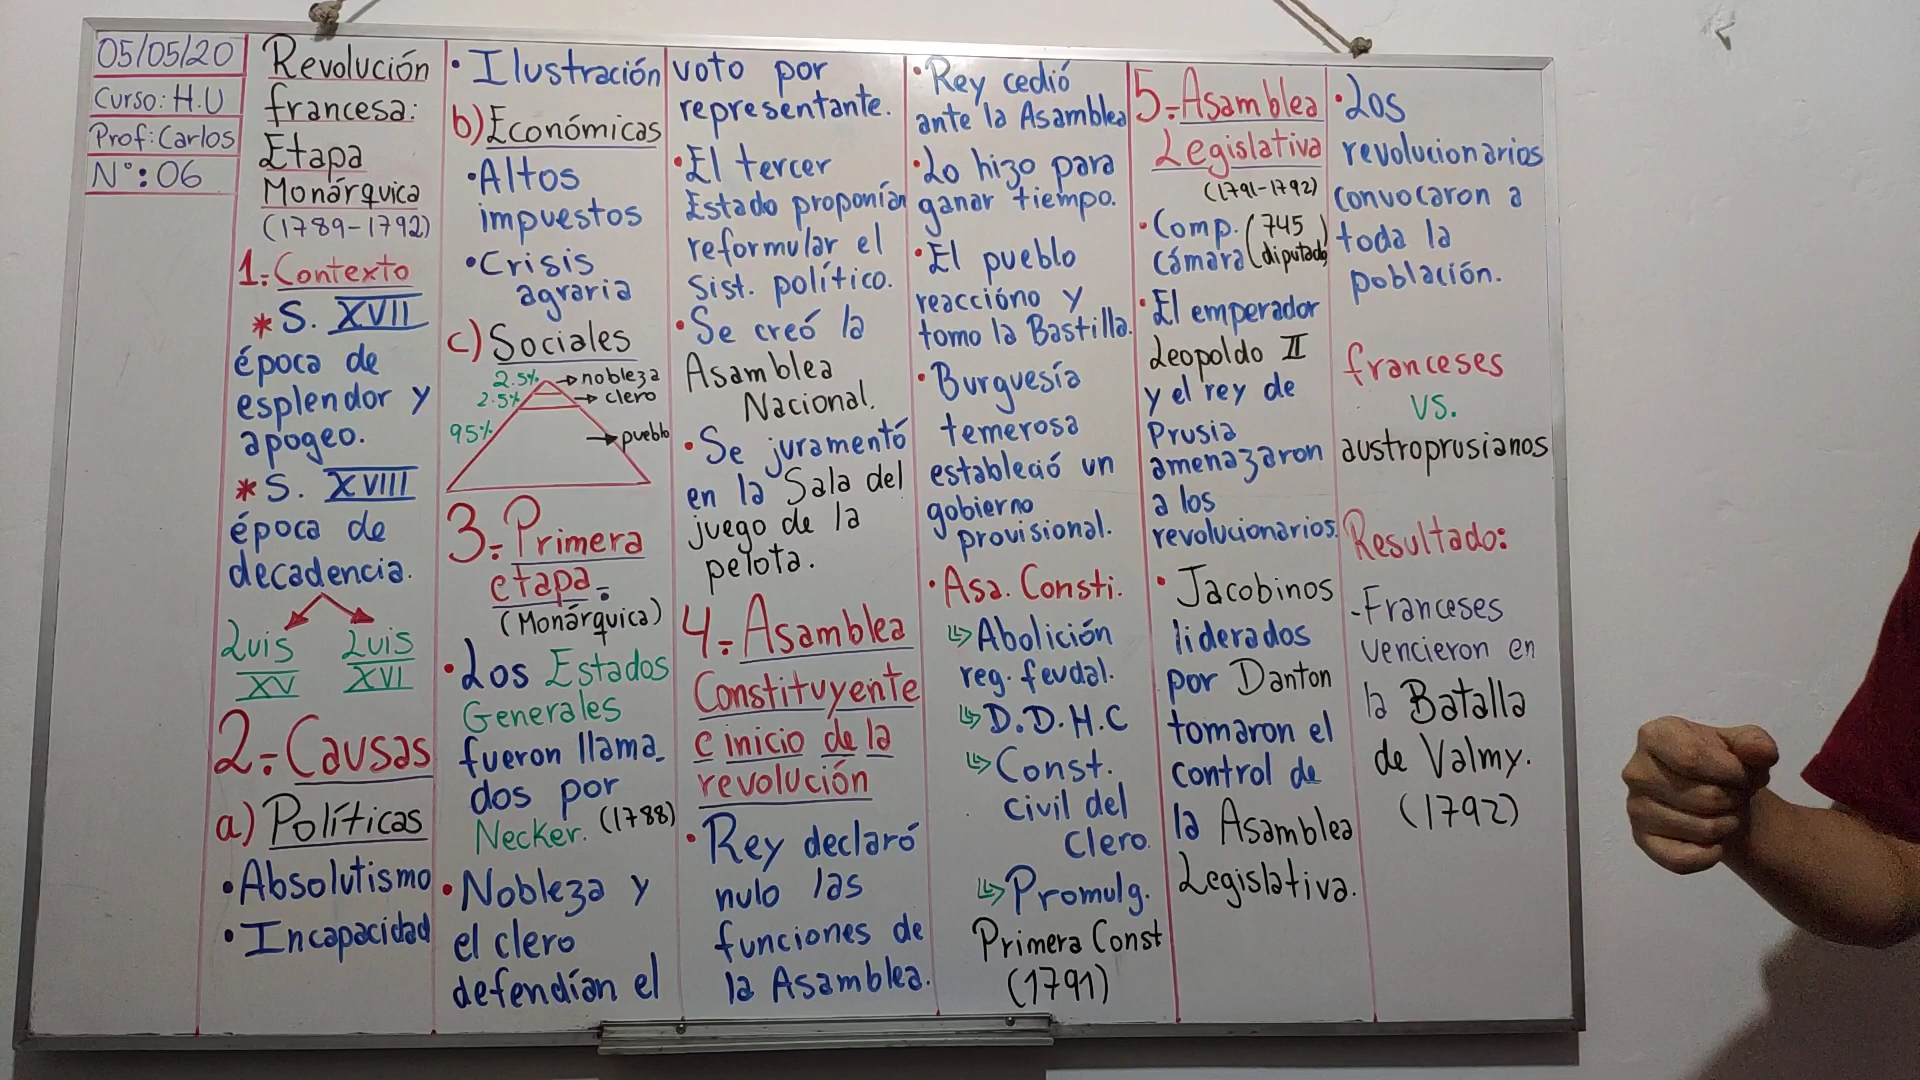 05/05/20
Curso: H.U
Prof: Carlos
N°: 06
Revolución
francesa:
Etapa
Monárquica
(1789-1792)
1.- Contexto
* S. XVII
época de
esplendor y
apogeo.
* S. XVIII
época de
decadencia.
Luis Luis
XV XVI
2.- Causas
a) Políticas
• Absolutismo
• Incapacidad
• Ilustración
b) Económicas
• Altos
impuestos
• Crisis
agraria
c) Sociales
2.5% → nobleza
2.5% → clero
95% → pueblo
3.- Primera
etapa.-
(Monárquica)
• Los Estados
Generales
fueron llama-
dos por
Necker. (1788)
• Nobleza y
el clero
defendían el
voto por
representante.
• El tercer
Estado proponían
reformular el
sist. político.
• Se creó la
Asamblea
Nacional.
• Se juramentó
en la Sala del
juego de la
pelota.
4.- Asamblea
Constituyente
e inicio de la
revolución
• Rey declaró
nulo las
funciones de
la Asamblea.
• Rey cedió
ante la Asamblea
• Lo hizo para
ganar tiempo.
• El pueblo
reaccióno y
tomo la Bastilla.
• Burguesía
temerosa
estableció un
gobierno
provisional.
• Asa. Consti.
↳ Abolición
reg. feudal.
↳ D.D.H.C
↳ Const.
civil del
Clero.
↳ Promulg.
Primera Const
(1791)
5.- Asamblea
Legislativa
(1791-1792)
• Comp. (745
cámara diputados)
• El emperador
Leopoldo II
y el rey de
Prusia
amenazaron
a los
revolucionarios.
• Jacobinos
liderados
por Danton
tomaron el
control de
la Asamblea
Legislativa.
• Los
revolucionarios
convocaron a
toda la
población.
franceses
vs.
austroprusianos
Resultado:
- Franceses
vencieron en
la Batalla
de Valmy.
(1792)